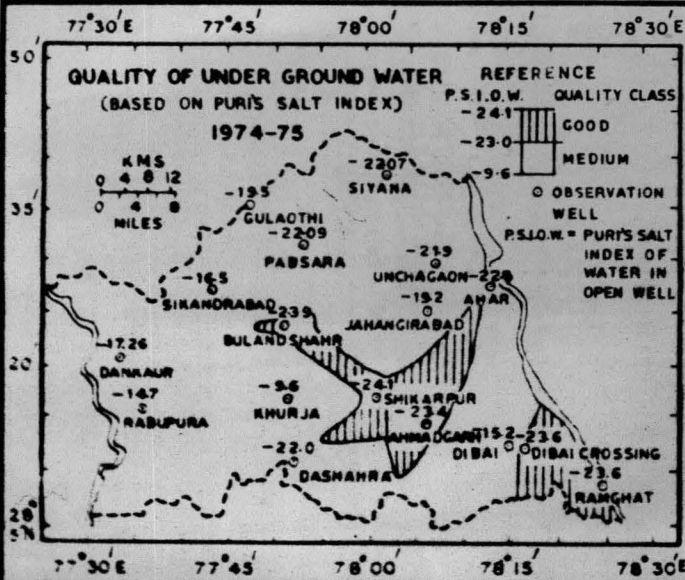 77°30'E 77°45' 78°00' 78°15' 78°30'E
50'
QUALITY OF UNDER GROUND WATER
(BASED ON PURI'S SALT INDEX)
1974-75
REFERENCE
P.S.I.O.W. QUALITY CLASS
-24.1
GOOD
-23.0
MEDIUM
-9.6
OBSERVATION
WELL
P.S.I.O.W. = PURI'S SALT
INDEX OF
WATER IN
OPEN WELL
KMS
0 4 8 12
0 8
MILES
35'
-22.07
SIYANA
-19.5
GULAOTHI
-22.09
PABSARA
-21.9
UNCHAGAON
AHAR
-16.5
SIKANDRABAD
-19.2
JAHANGIRABAD
-23.9
BULANDSHAHR
20'
-17.26
DANKAUR
-14.7
RABUPURA
-9.6
KHURJA
-24.1
SHIKARPUR
-23.4
AHMADGARH
-15.2
DIBAI
-23.6
DIBAI CROSSING
-22.0
DASHAHRA
-23.6
RAMGHAT
28°
5'N
77°30'E 77°45' 78°00' 78°15' 78°30'E